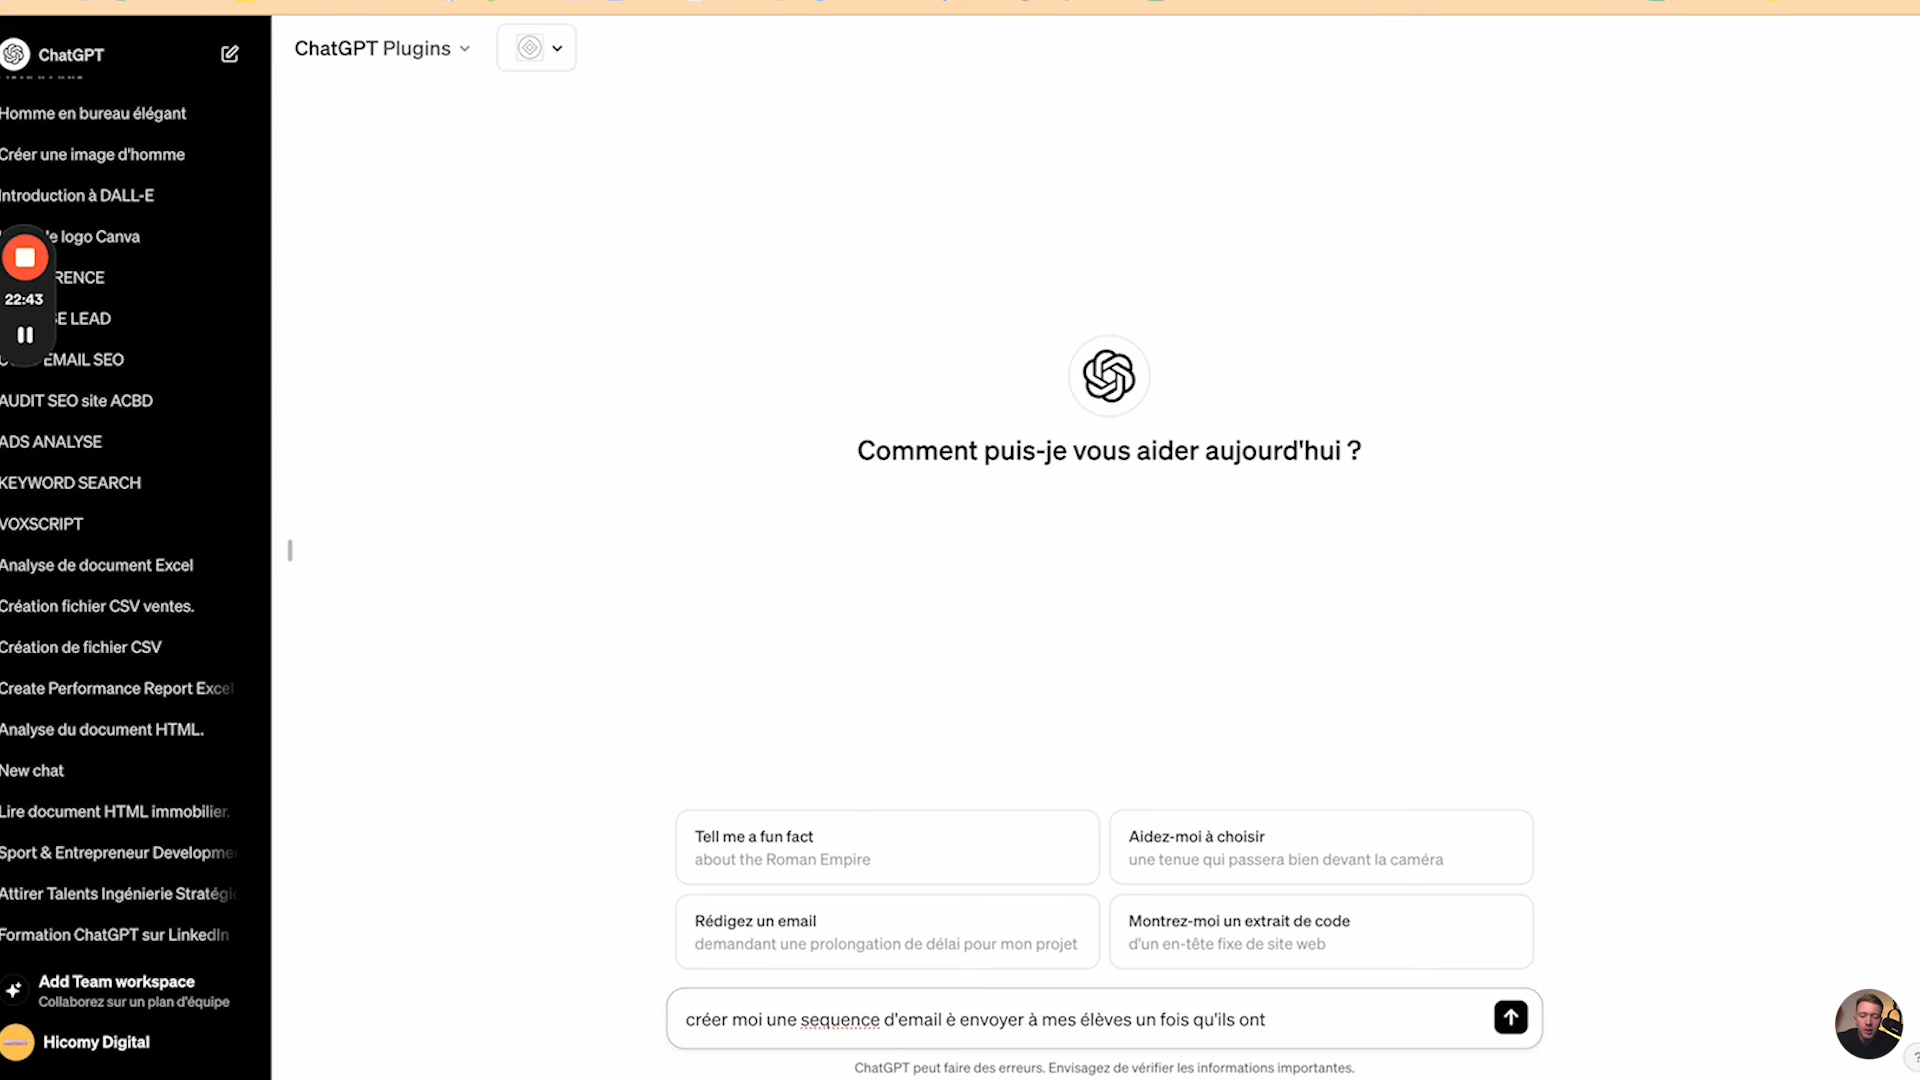 ChatGPT
Homme en bureau élégant
Créer une image d'homme
Introduction à DALL-E
logo Canva
22:43
LEAD
EMAIL SEO
AUDIT SEO site ACBD
ADS ANALYSE
KEYWORD SEARCH
VOXSCRIPT
Analyse de document Excel
Création fichier CSV ventes.
Création de fichier CSV
Create Performance Report Excel
Analyse du document HTML.
New chat
Lire document HTML immobilier.
Sport & Entrepreneur Developme
Attirer Talents Ingénierie Stratégi
Formation ChatGPT sur LinkedIn
Add Team workspace
Collaborez sur un plan d'équipe
Hicomy Digital
ChatGPT Plugins
Comment puis-je vous aider aujourd'hui ?
Tell me a fun fact
about the Roman Empire
Aidez-moi à choisir
une tenue qui passera bien devant la caméra
Rédigez un email
demandant une prolongation de délai pour mon projet
Montrez-moi un extrait de code
d'un en-tête fixe de site web
créer moi une sequence d'email è envoyer à mes élèves un fois qu'ils ont
ChatGPT peut faire des erreurs. Envisagez de vérifier les informations importantes.
?